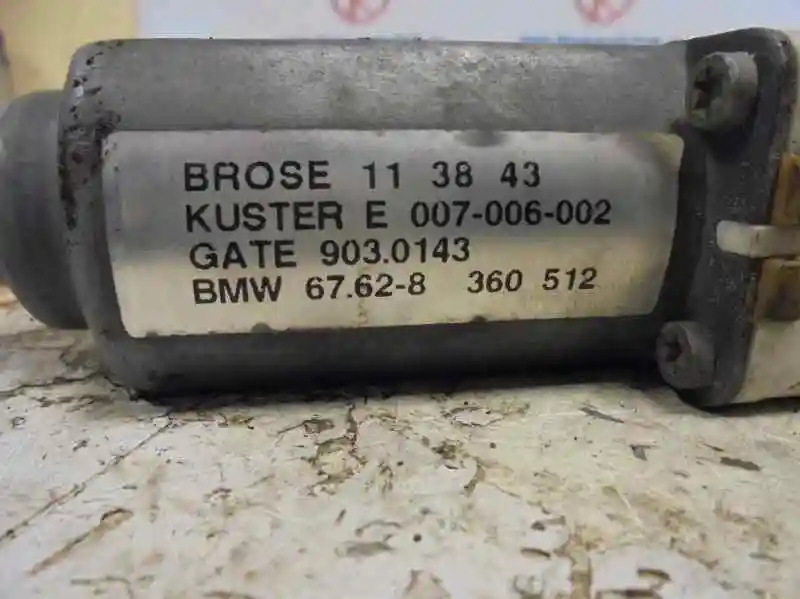 BROSE 11 38 43
KUSTER E 007-006-002
GATE 903.0143
BMW 67.62-8 360 512